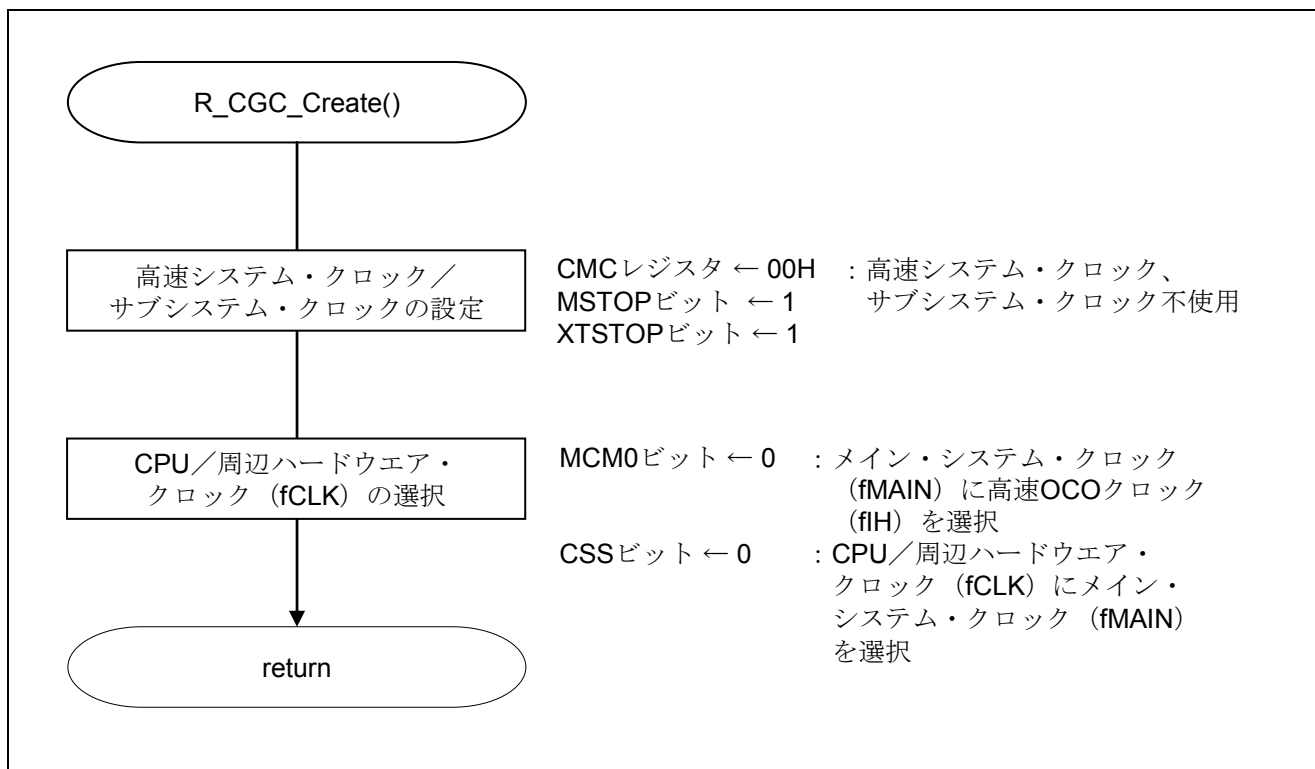 R_CGC_Create()
高速システム・クロック／
サブシステム・クロックの設定
CMCレジスタ ← 00H ：高速システム・クロック、
MSTOPビット ← 1 サブシステム・クロック不使用
XTSTOPビット ← 1
CPU／周辺ハードウエア・
クロック（fCLK）の選択
MCM0ビット ← 0 ：メイン・システム・クロック
（fMAIN）に高速OCOクロック
（fIH）を選択
CSSビット ← 0 ：CPU／周辺ハードウエア・
クロック（fCLK）にメイン・
システム・クロック（fMAIN）
を選択
return